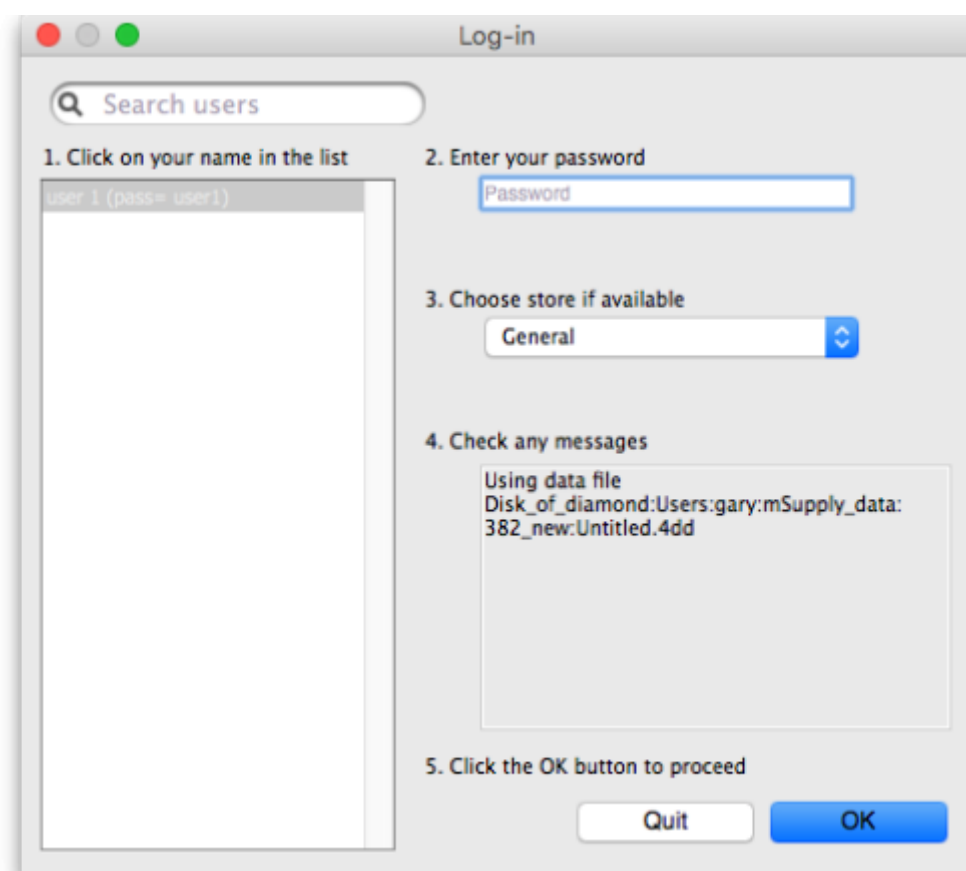 Log-in
Search users
1. Click on your name in the list
user 1 (pass= user1)
2. Enter your password
Password
3. Choose store if available
General
4. Check any messages
Using data file
Disk_of_diamond:Users:gary:mSupply_data:
382_new:Untitled.4dd
5. Click the OK button to proceed
Quit
OK